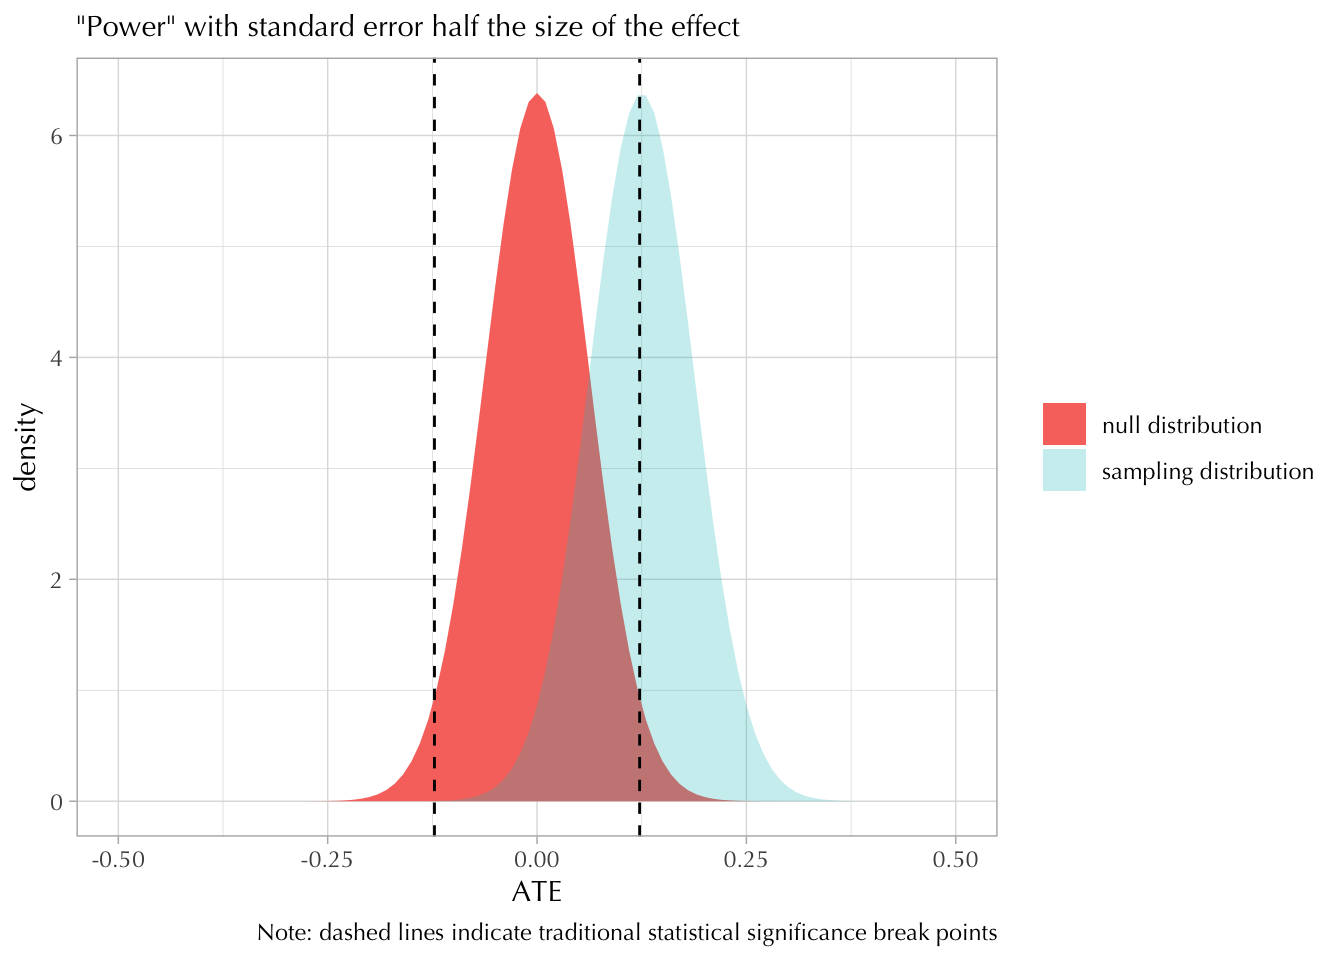 "Power" with standard error half the size of the effect
6
4
2
0
density
-0.50
-0.25
0.00
0.25
0.50
ATE
null distribution
sampling distribution
Note: dashed lines indicate traditional statistical significance break points